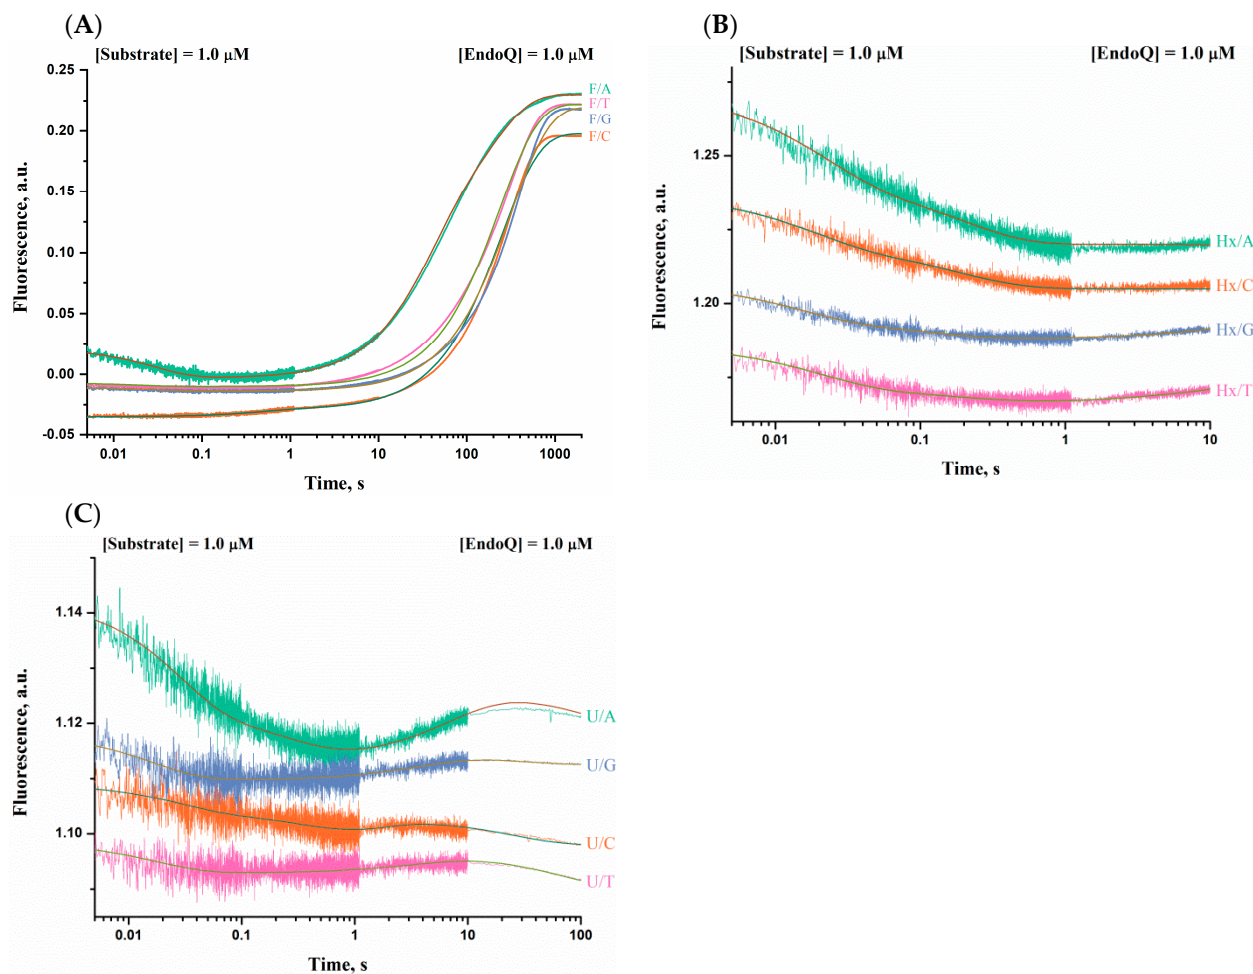 (A)
[Substrate] = 1.0 μM [EndoQ] = 1.0 μM
0.25
0.20
0.15
0.10
0.05
0.00
-0.05
Fluorescence, a.u.
F/A
F/T
F/G
F/C
0.01 0.1 1 10 100 1000
Time, s
(B)
[Substrate] = 1.0 μM [EndoQ] = 1.0 μM
1.25
1.20
Fluorescence, a.u.
Hx/A
Hx/C
Hx/G
Hx/T
0.01 0.1 1 10
Time, s
(C)
[Substrate] = 1.0 μM [EndoQ] = 1.0 μM
1.14
1.12
1.10
Fluorescence, a.u.
U/A
U/G
U/C
U/T
0.01 0.1 1 10 100
Time, s